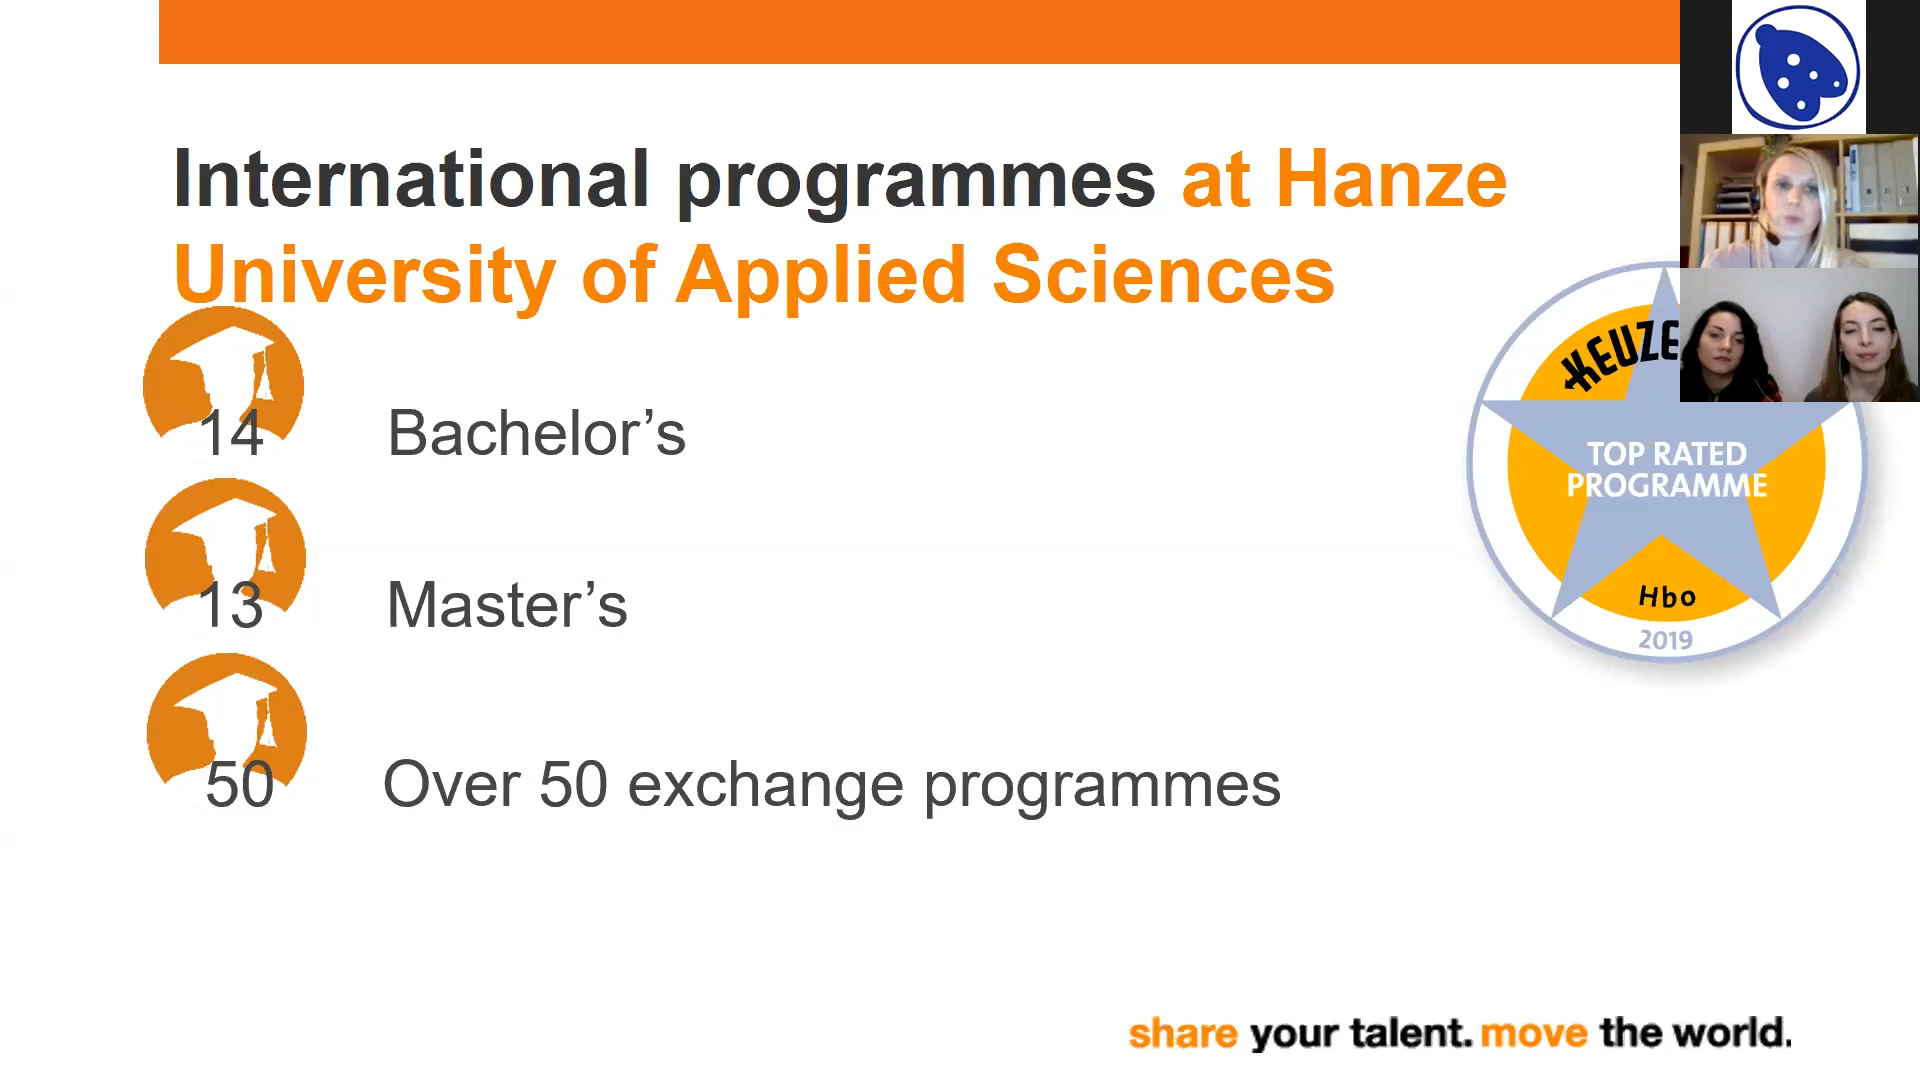 International programmes at Hanze
University of Applied Sciences
14 Bachelor’s
13 Master’s
50 Over 50 exchange programmes
KEUZE
TOP RATED
PROGRAMME
Hbo
2019
share your talent. move the world.